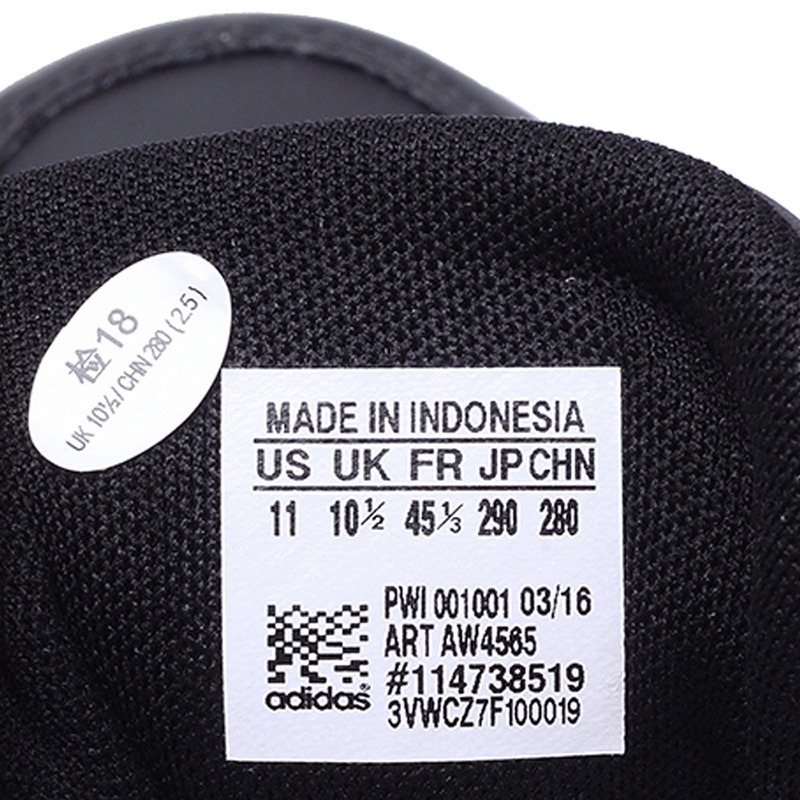 检18
UK 10½/CHN 280 (2.5)
MADE IN INDONESIA
US UK FR JP CHN
11 10½ 45⅓ 290 280
PWI 001001 03/16
ART AW4565
#114738519
adidas®
3VWCZ7F100019